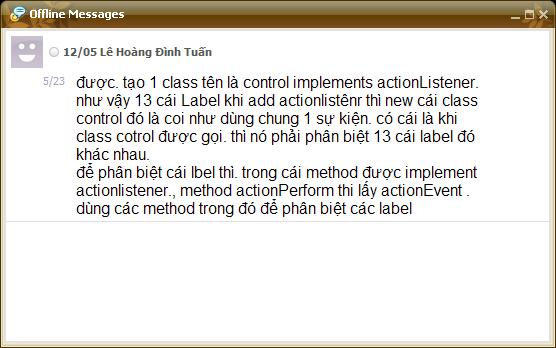 Offline Messages
12/05 Lê Hoàng Đình Tuấn
5/23 được. tạo 1 class tên là control implements actionListener.
như vậy 13 cái Label khi add actionlistênr thì new cái class
control đó là coi như dùng chung 1 sự kiện. có cái là khi
class cotrol được gọi. thì nó phải phân biệt 13 cái label đó
khác nhau.
để phân biệt cái lbel thì. trong cái method được implement
actionlistener., method actionPerform thi lấy actionEvent .
dùng các method trong đó để phân biệt các label